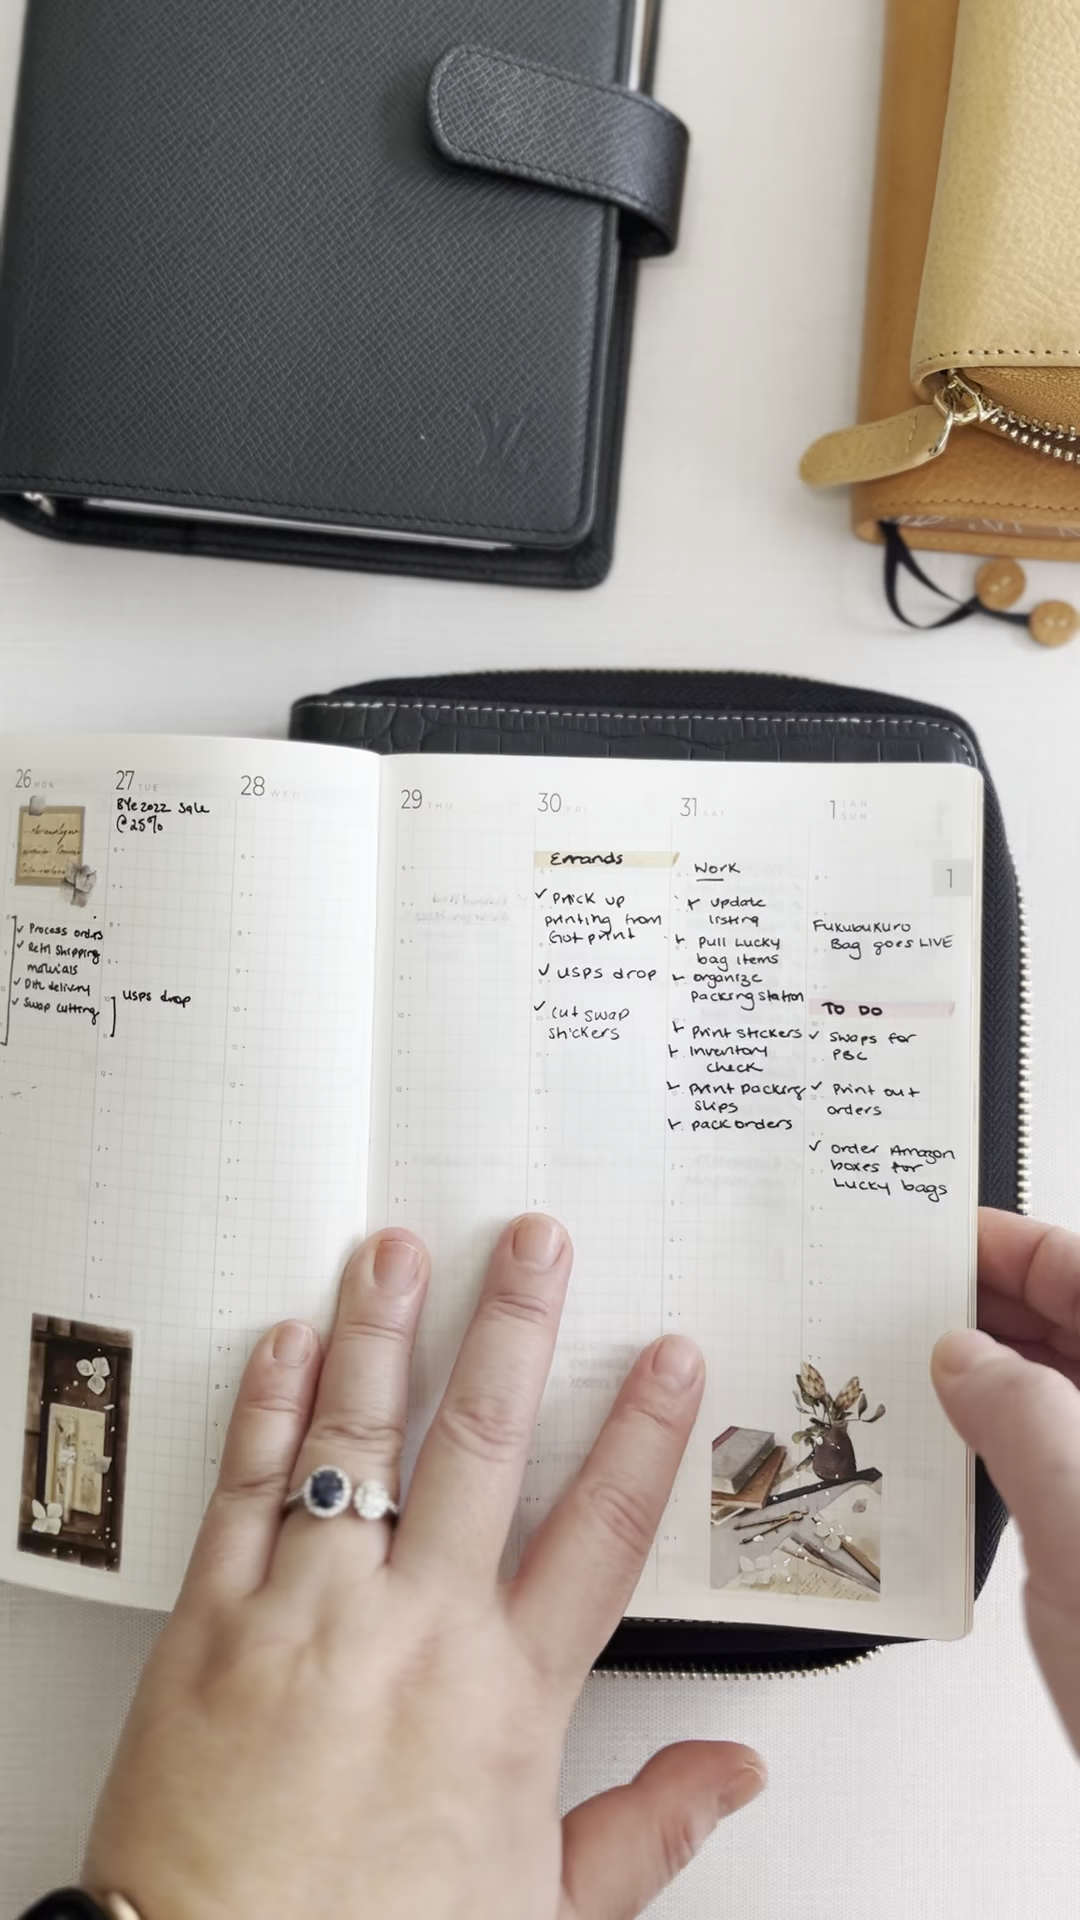 26 MON
Process orders
Refil shipping
materials
DHL delivery
Swap cutting
27 TUE
BYe 2022 Sale
@ 25%
USPS drop
28 WED
29 THU
30 FRI
Errands
Prick up
printing from
Gotprint
USPS drop
cut swap
stickers
31 SAT
Work
update
listing
Pull Lucky
bag items
organize
Packing station
Print stickers
Inventory
check
print packing
slips
pack orders
1 JAN
SUN
1
Fukubukuro
Bag goes LIVE
TO DO
Swaps for
PBC
Print out
orders
order Amazon
boxes for
Lucky bags